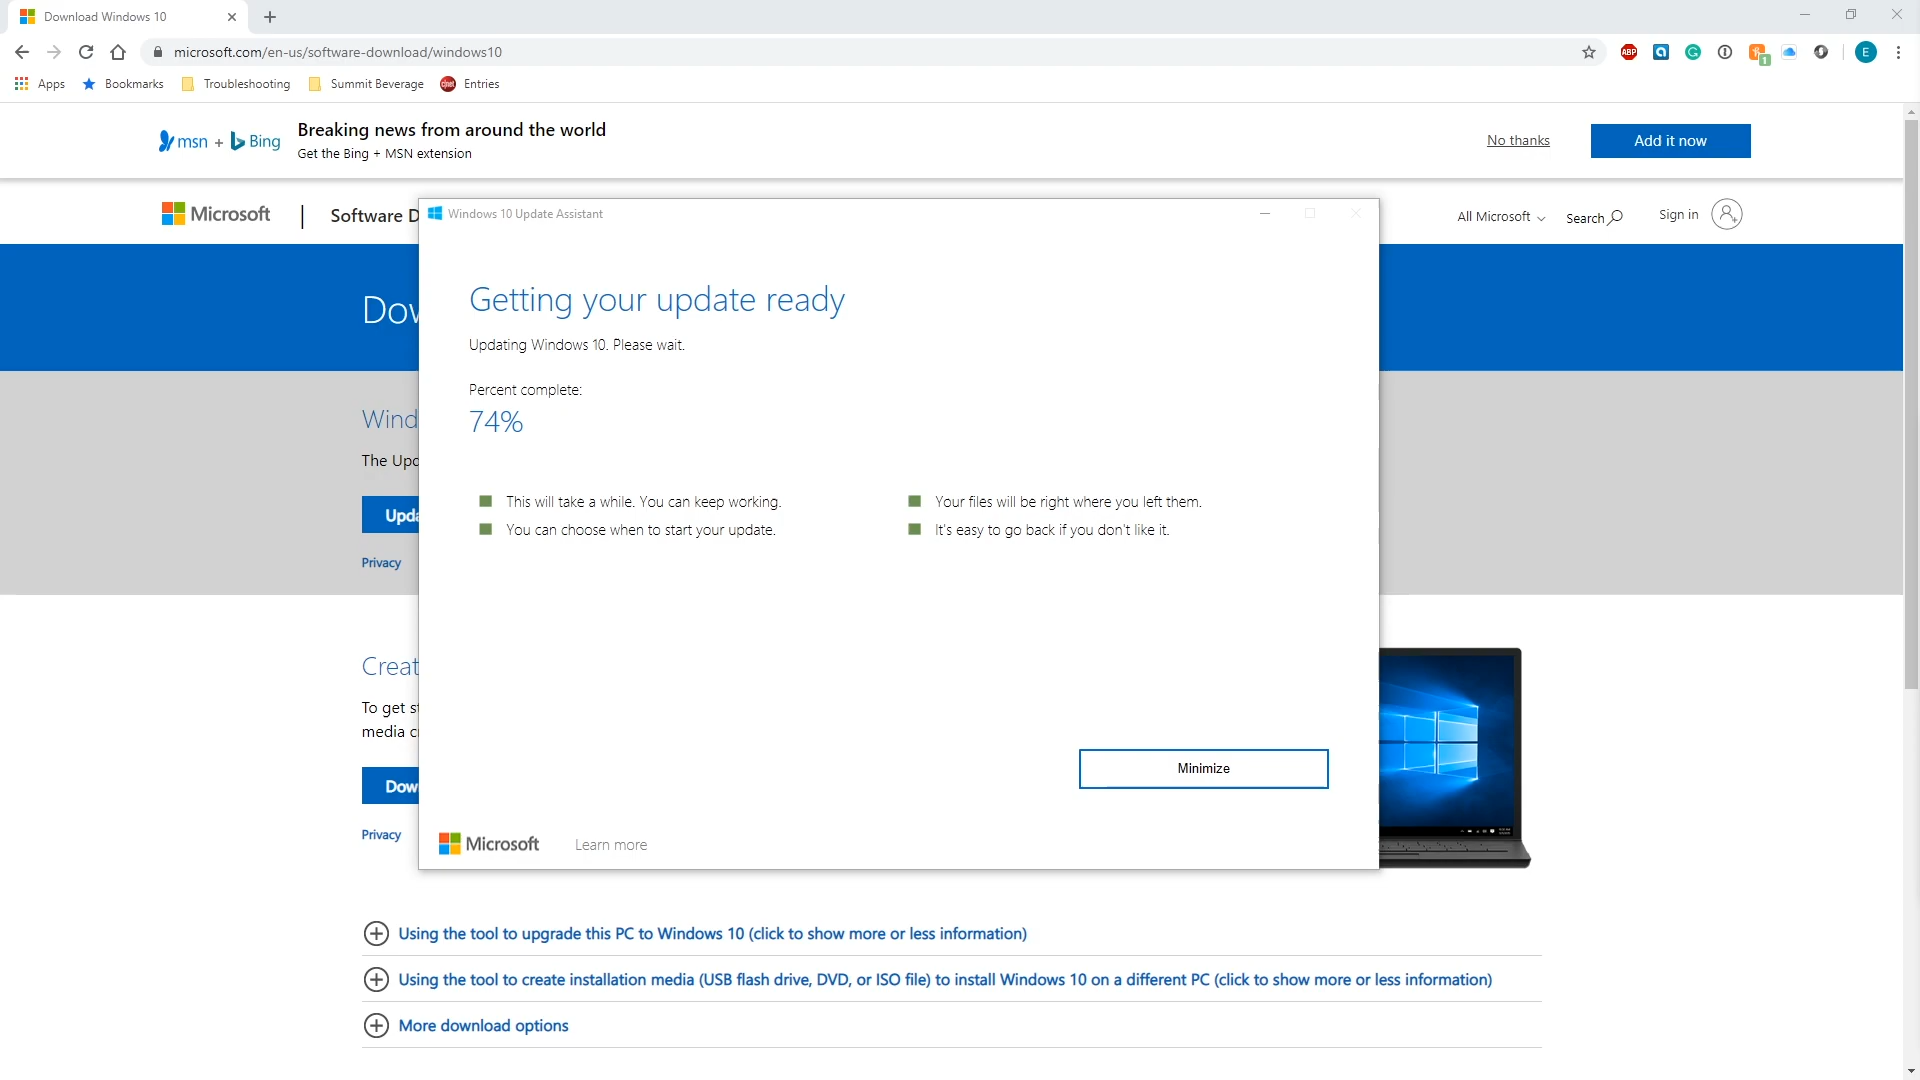 Download Windows 10
microsoft.com/en-us/software-download/windows10
ABP
1
E
Apps
Bookmarks
Troubleshooting
Summit Beverage
Entries
msn + Bing
Breaking news from around the world
Get the Bing + MSN extension
No thanks
Add it now
Microsoft
Software D
All Microsoft
Search
Sign in
Windows 10 Update Assistant
Dow
Getting your update ready
Updating Windows 10. Please wait.
Percent complete:
74%
Wind
The Upd
Upda
Privacy
This will take a while. You can keep working.
You can choose when to start your update.
Your files will be right where you left them.
It's easy to go back if you don't like it.
Creat
To get st
media c
Dow
Privacy
Minimize
Microsoft
Learn more
Using the tool to upgrade this PC to Windows 10 (click to show more or less information)
Using the tool to create installation media (USB flash drive, DVD, or ISO file) to install Windows 10 on a different PC (click to show more or less information)
More download options